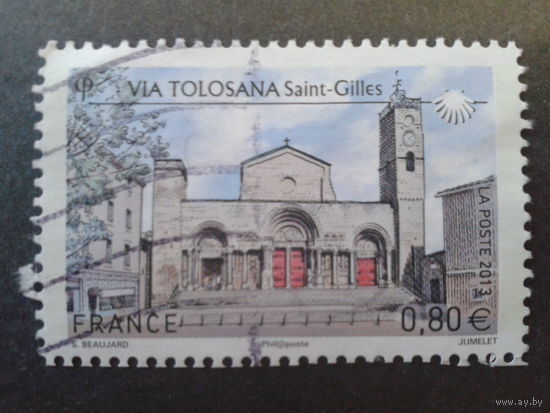 VIA TOLOSANA Saint-Gilles
LA POSTE 2013
FRANCE
0,80 €
S. BEAUJARD
Phil@poste
JUMELET
www.ay.by